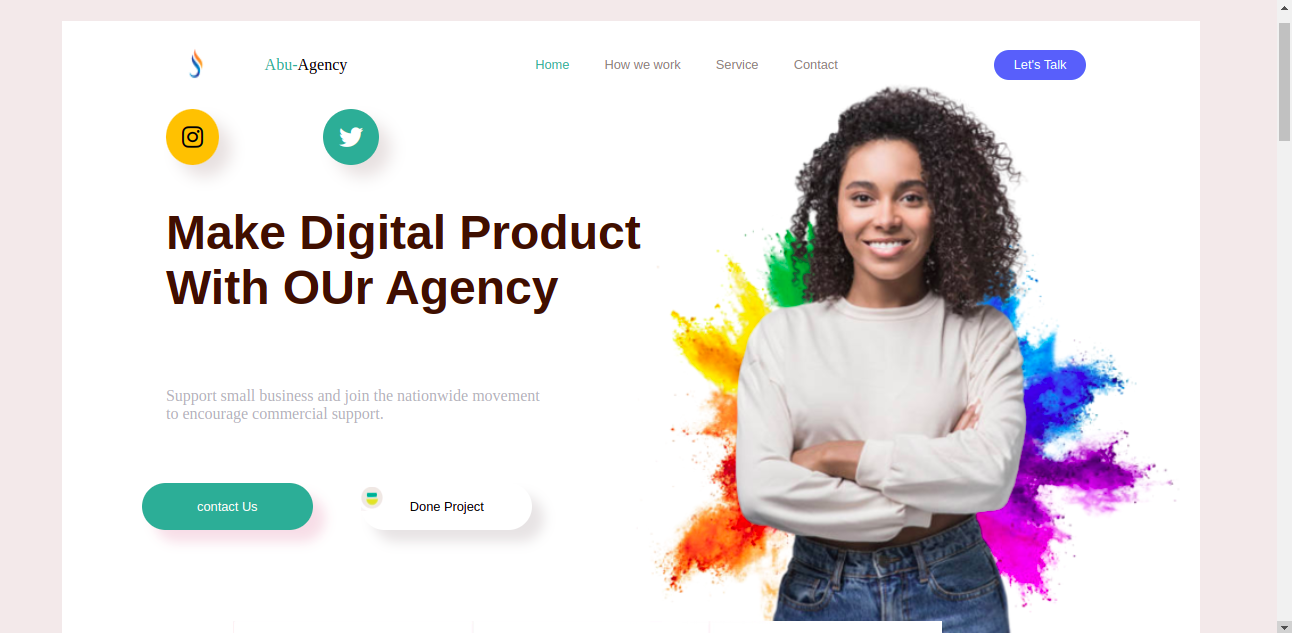 Abu-Agency
Home
How we work
Service
Contact
Let's Talk
Make Digital Product
With OUr Agency
Support small business and join the nationwide movement
to encourage commercial support.
contact Us
Done Project